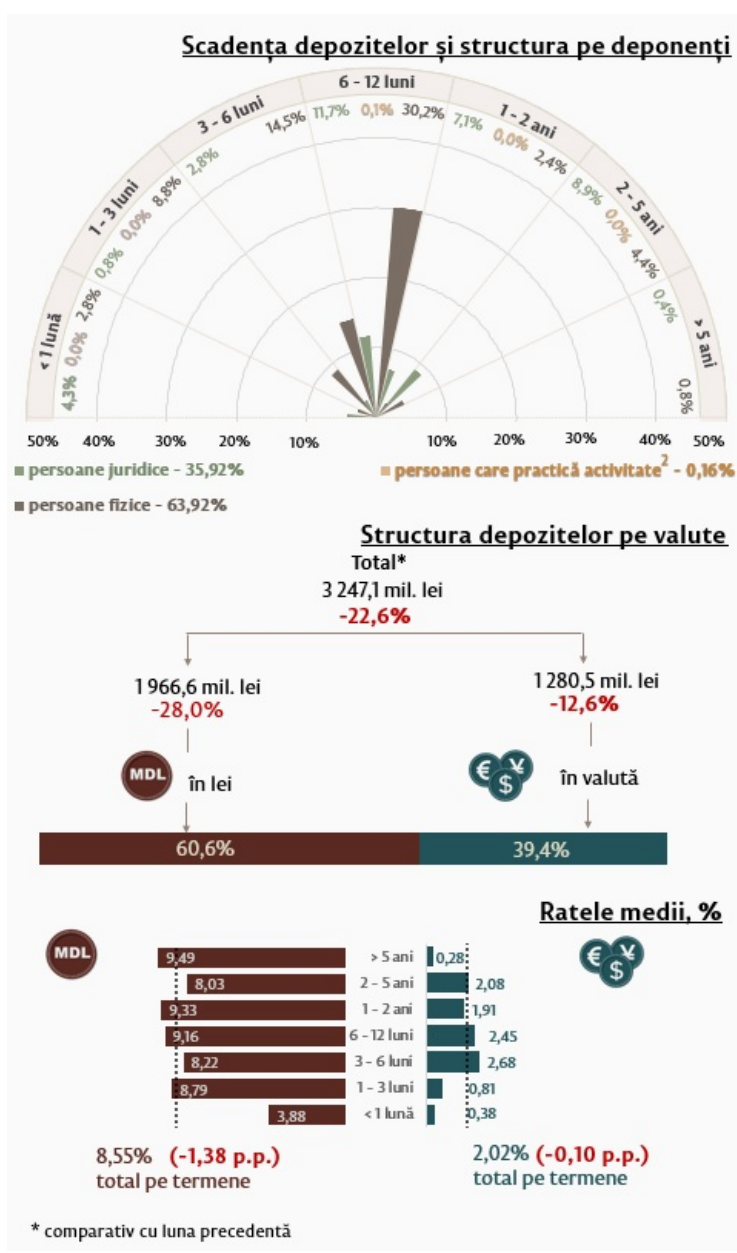 Scadența depozitelor și structura pe deponenți
< 1 lună
1 - 3 luni
3 - 6 luni
6 - 12 luni
1 - 2 ani
2 - 5 ani
> 5 ani
4,3% 0,0% 2,8%
0,8% 0,0% 8,8%
2,8% 14,5%
11,7% 0,1% 30,2%
7,1% 0,0% 2,4%
8,9% 0,0% 4,4%
0,4% 0,8%
50% 40% 30% 20% 10% 10% 20% 30% 40% 50%
persoane juridice - 35,92%
persoane care practică activitate2 - 0,16%
persoane fizice - 63,92%
Structura depozitelor pe valute
Total*
3 247,1 mil. lei
-22,6%
1 966,6 mil. lei
-28,0%
1 280,5 mil. lei
-12,6%
MDL
în lei
€ ¥ $
în valută
60,6% 39,4%
Ratele medii, %
MDL
€ ¥ $
9,49 > 5 ani 0,28
8,03 2 - 5 ani 2,08
9,33 1 - 2 ani 1,91
9,16 6 - 12 luni 2,45
8,22 3 - 6 luni 2,68
8,79 1 - 3 luni 0,81
3,88 < 1 lună 0,38
8,55% (-1,38 p.p.)
total pe termene
2,02% (-0,10 p.p.)
total pe termene
* comparativ cu luna precedentă